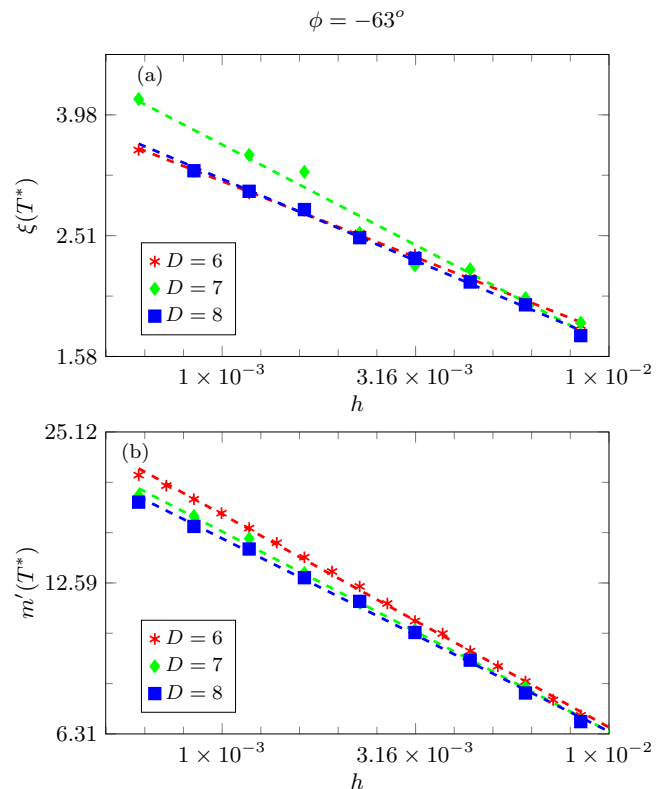 ϕ = −63ᵒ
(a)
3.98
2.51
1.58
ξ(T*)
D = 6
D = 7
D = 8
1 × 10⁻³
3.16 × 10⁻³
1 × 10⁻²
h
(b)
25.12
12.59
6.31
m′(T*)
D = 6
D = 7
D = 8
1 × 10⁻³
3.16 × 10⁻³
1 × 10⁻²
h